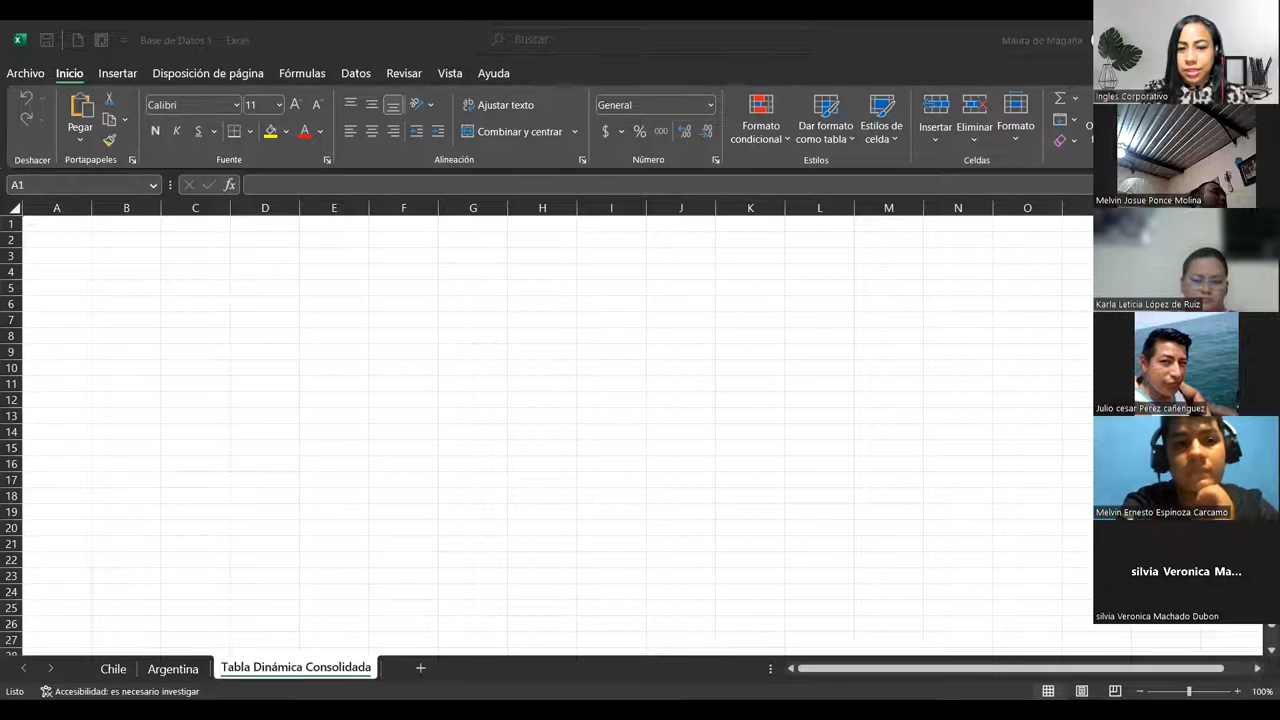 Base de Datos 1 - Excel
Buscar
Maura de Magaña
Archivo Inicio Insertar Disposición de página Fórmulas Datos Revisar Vista Ayuda
Calibri 11
Ajustar texto
General
Pegar
N K S
Combinar y centrar
$ % 000
Formato condicional
Dar formato como tabla
Estilos de celda
Insertar
Eliminar
Formato
Deshacer
Portapapeles
Fuente
Alineación
Número
Estilos
Celdas
A1
fx
A B C D E F G H I J K L M N O
1
2
3
4
5
6
7
8
9
10
11
12
13
14
15
16
17
18
19
20
21
22
23
24
25
26
27
Ingles Corporativo
Melvin Josue Ponce Molina
Karla Leticia López de Ruiz
Julio cesar Perez cañenguez
Melvin Ernesto Espinoza Carcamo
silvia Veronica Ma...
silvia Veronica Machado Dubon
Chile Argentina Tabla Dinámica Consolidada
Listo
Accesibilidad: es necesario investigar
100%